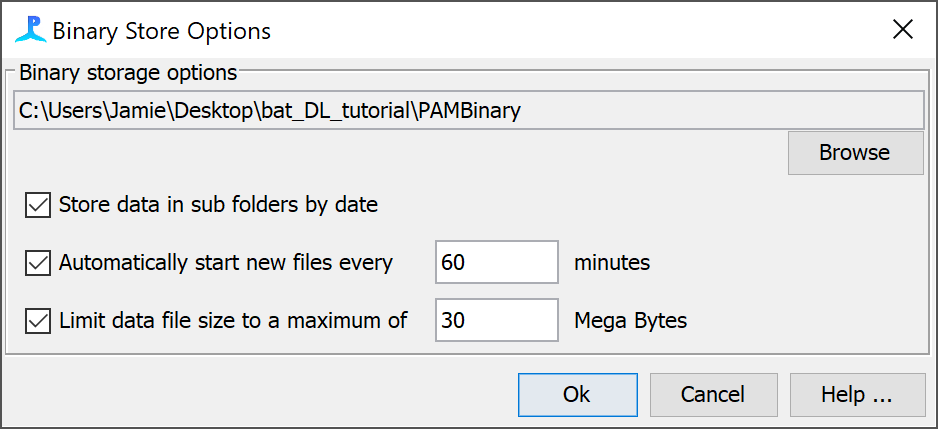 Binary Store Options
Binary storage options
C:\Users\Jamie\Desktop\bat_DL_tutorial\PAMBinary
Browse
Store data in sub folders by date
Automatically start new files every 60 minutes
Limit data file size to a maximum of 30 Mega Bytes
Ok Cancel Help ...